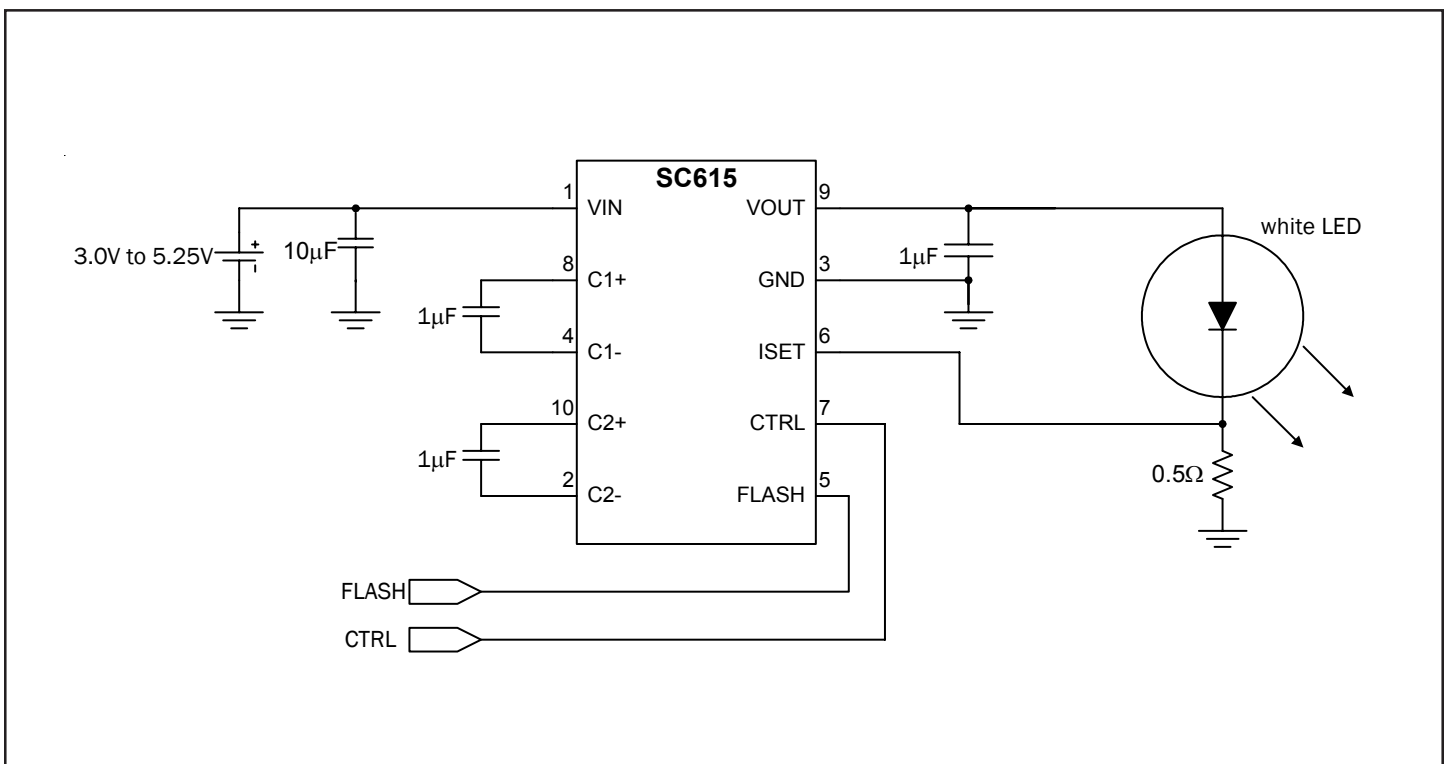 SC615
1 VIN
VOUT 9
white LED
3.0V to 5.25V
+
-
10μF
1μF
8 C1+
GND 3
1μF
4 C1-
ISET 6
10 C2+
CTRL 7
1μF
2 C2-
FLASH 5
0.5Ω
FLASH
CTRL